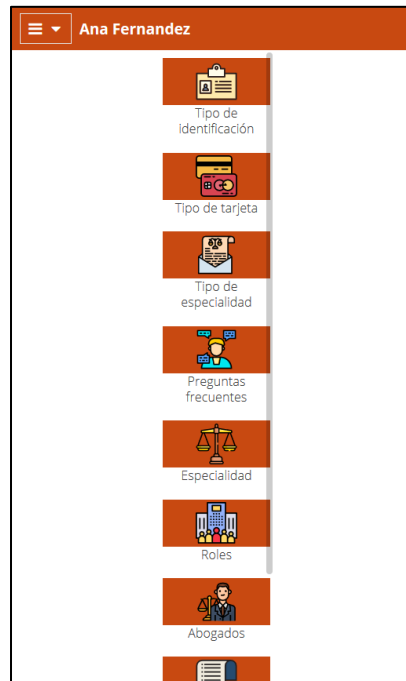 Ana Fernandez
Tipo de
identificación
Tipo de tarjeta
Tipo de
especialidad
Preguntas
frecuentes
Especialidad
Roles
Abogados